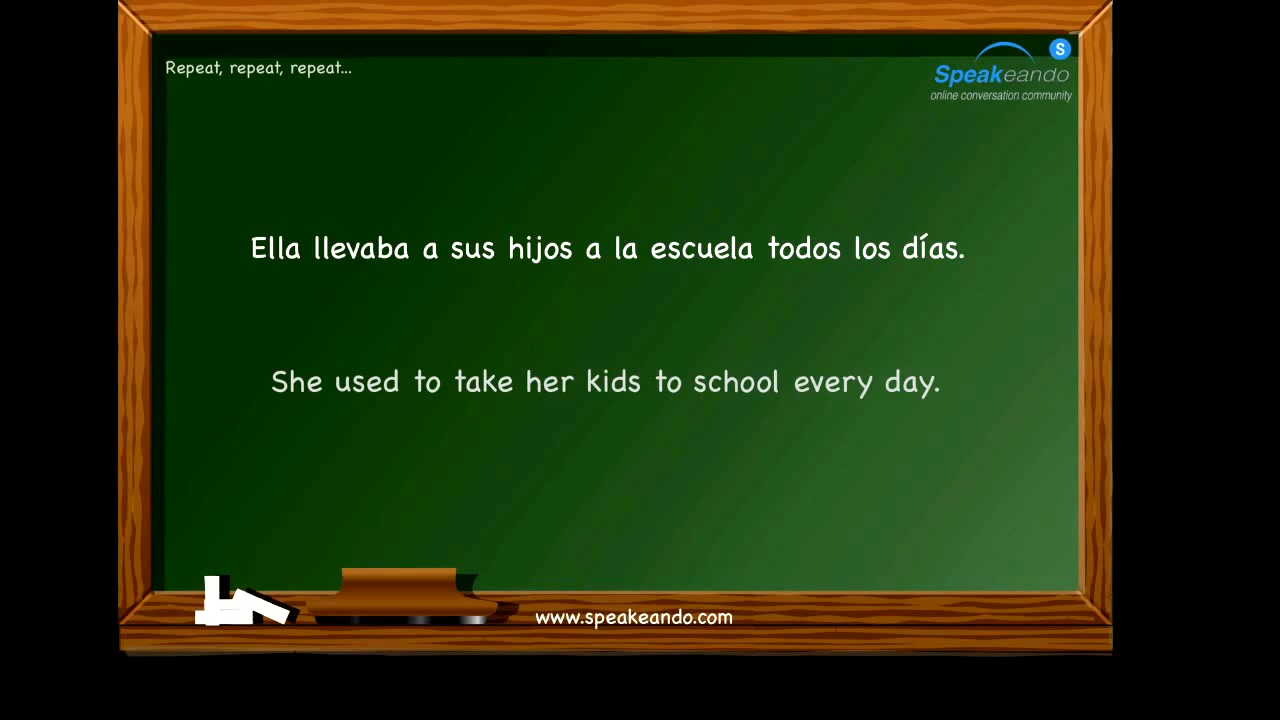 Repeat, repeat, repeat...
S
Speakeando
online conversation community
Ella llevaba a sus hijos a la escuela todos los días.
She used to take her kids to school every day.
www.speakeando.com